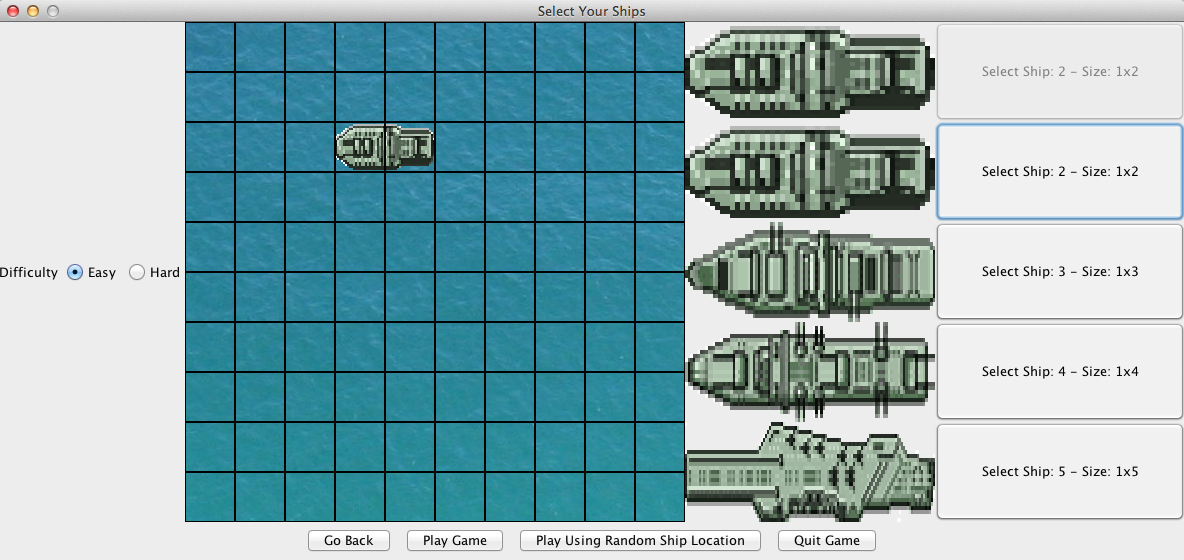 Select Your Ships
Select Ship: 2 – Size: 1x2
Select Ship: 2 – Size: 1x2
Difficulty Easy Hard
Select Ship: 3 – Size: 1x3
Select Ship: 4 – Size: 1x4
Select Ship: 5 – Size: 1x5
Go Back Play Game Play Using Random Ship Location Quit Game